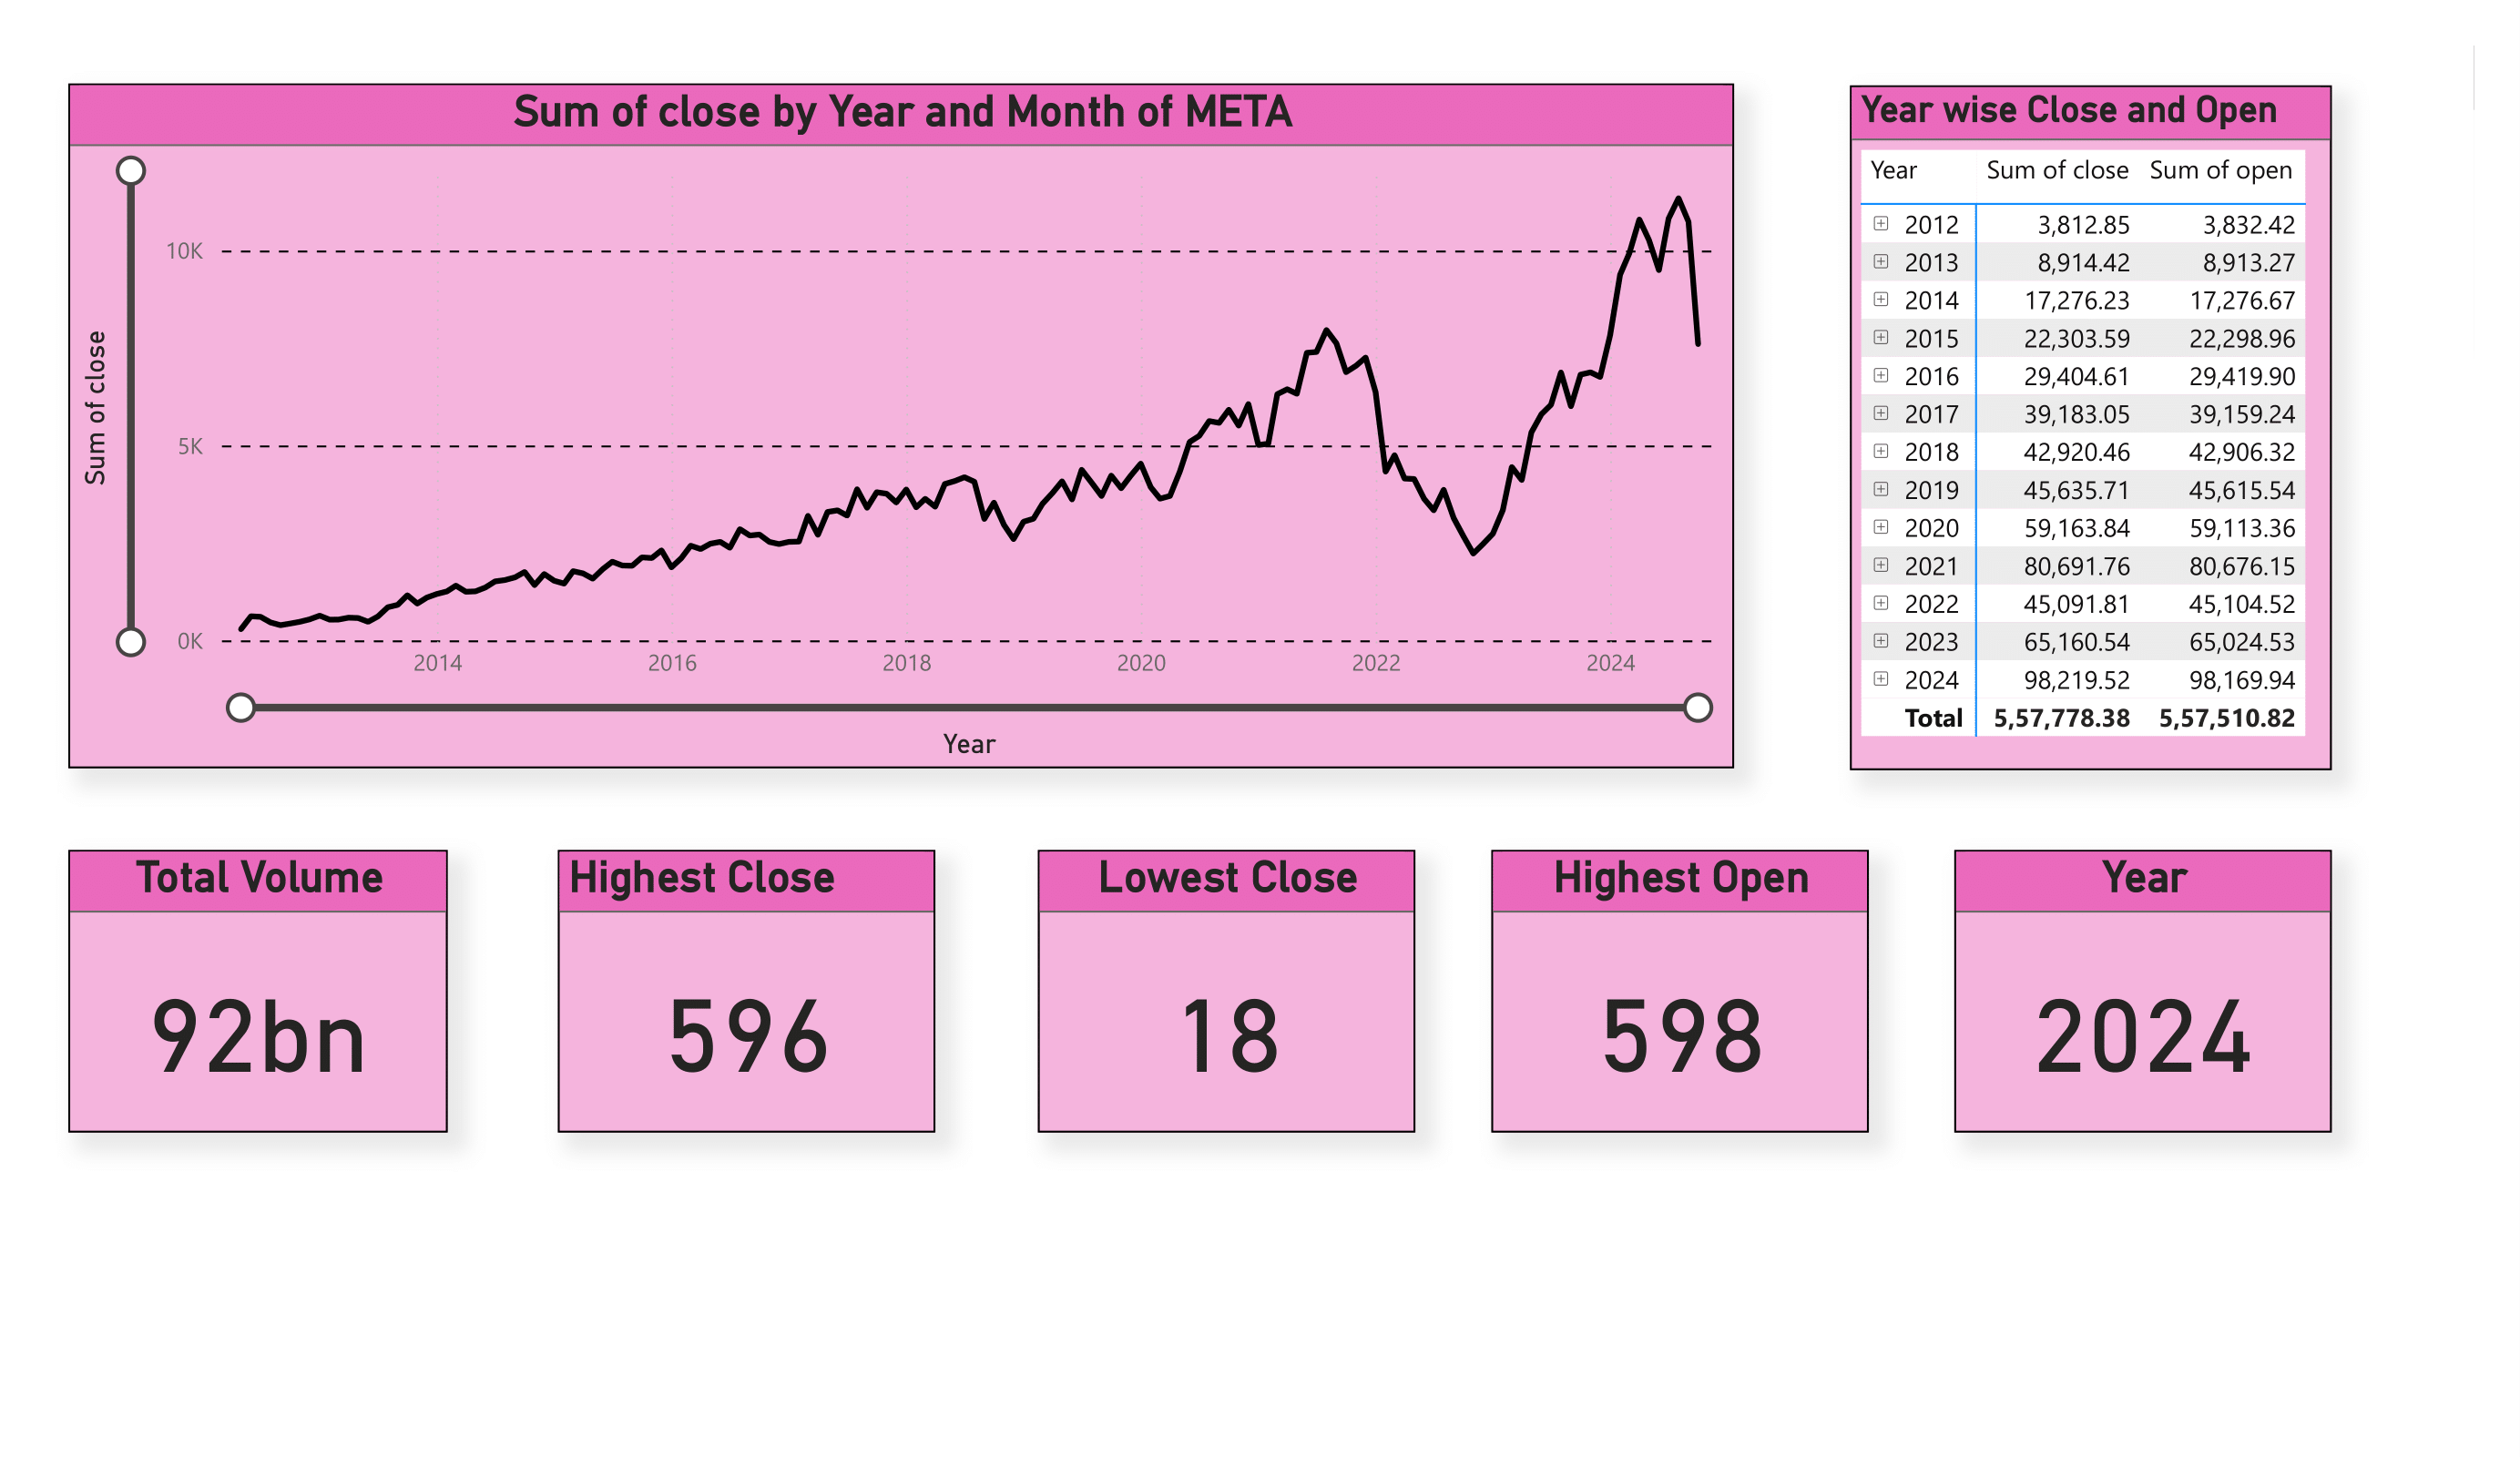 Sum of close by Year and Month of META
Sum of close
10K
5K
0K
2014 2016 2018 2020 2022 2024
Year
Year wise Close and Open
Year Sum of close Sum of open
2012 3,812.85 3,832.42
2013 8,914.42 8,913.27
2014 17,276.23 17,276.67
2015 22,303.59 22,298.96
2016 29,404.61 29,419.90
2017 39,183.05 39,159.24
2018 42,920.46 42,906.32
2019 45,635.71 45,615.54
2020 59,163.84 59,113.36
2021 80,691.76 80,676.15
2022 45,091.81 45,104.52
2023 65,160.54 65,024.53
2024 98,219.52 98,169.94
Total 5,57,778.38 5,57,510.82
Total Volume
92bn
Highest Close
596
Lowest Close
18
Highest Open
598
Year
2024